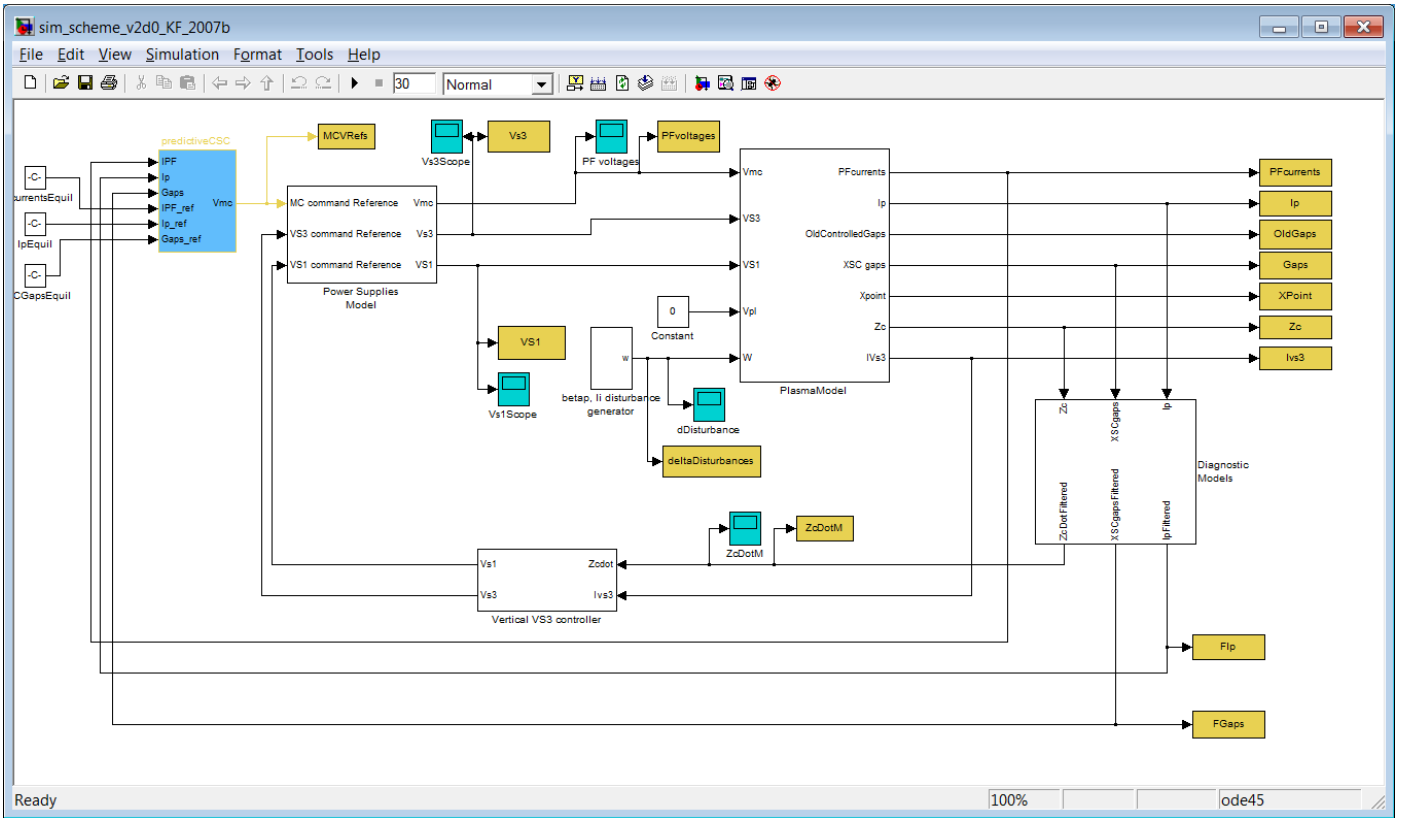 sim_scheme_v2d0_KF_2007b
File Edit View Simulation Format Tools Help
30 Normal
predictiveCSC
IPF
Ip
Gaps
IPF_ref
Ip_ref
Gaps_ref
Vmc
-C-
urrentsEquil
-C-
IpEquil
-C-
CGapsEquil
MCVRefs
Vs3Scope
Vs3
PF voltages
PFvoltages
MC command Reference Vmc
VS3 command Reference Vs3
VS1 command Reference VS1
Power Supplies
Model
VS1
Vs1Scope
0
Constant
w
betap, li disturbance
generator
dDisturbance
deltaDisturbances
Vmc
VS3
VS1
Vpl
W
PFcurrents
Ip
OldControlledGaps
XSC gaps
Xpoint
Zc
IVs3
PlasmaModel
PFcurrents
Ip
OldGaps
Gaps
XPoint
Zc
Ivs3
Zc
XSCgaps
Ip
ZcDotFiltered
XSCgapsFiltered
IpFiltered
Diagnostic
Models
ZcDotM
ZcDotM
Vs1 Zcdot
Vs3 Ivs3
Vertical VS3 controller
FIp
FGaps
Ready 100% ode45